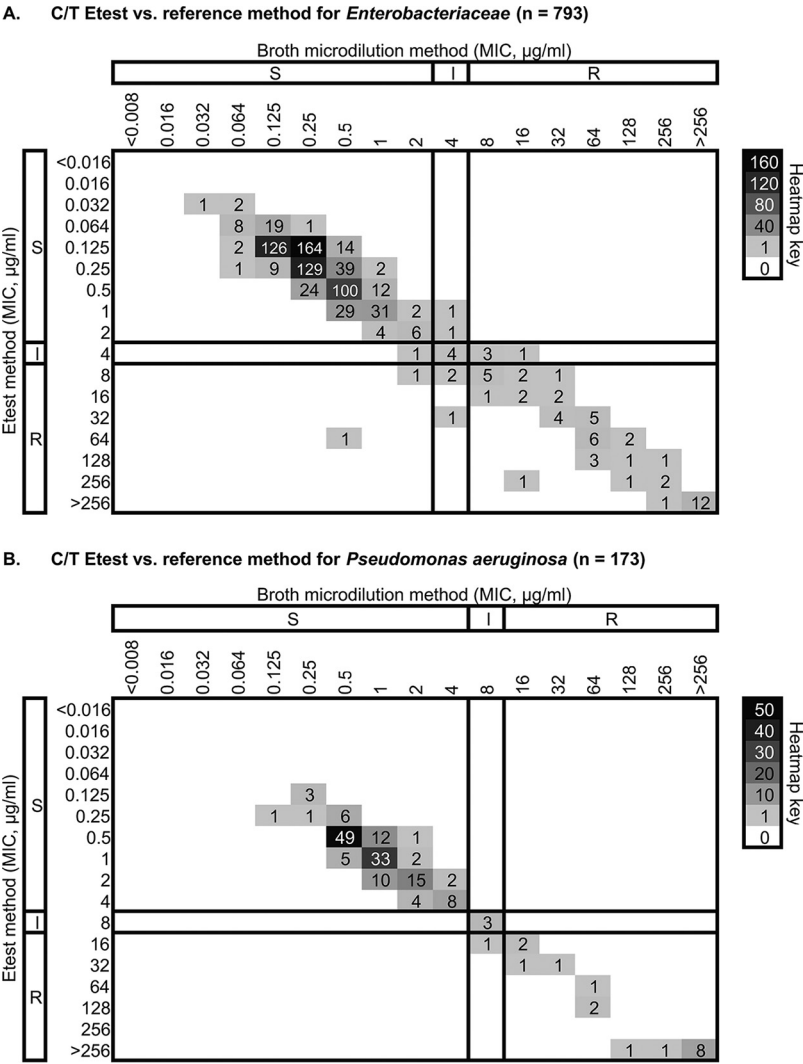 A. C/T Etest vs. reference method for Enterobacteriaceae (n = 793)
Broth microdilution method (MIC, µg/ml)
S I R
<0.008 0.016 0.032 0.064 0.125 0.25 0.5 1 2 4 8 16 32 64 128 256 >256
Etest method (MIC, µg/ml)
S
I
R
<0.016
0.016
0.032 1 2
0.064 8 19 1
0.125 2 126 164 14
0.25 1 9 129 39 2
0.5 24 100 12
1 29 31 2 1
2 4 6 1
4 1 4 3 1
8 1 2 5 2 1
16 1 2 2
32 1 4 5
64 1 6 2
128 3 1 1
256 1 1 2
>256 1 12
160
120
80
40
1
0
Heatmap key
B. C/T Etest vs. reference method for Pseudomonas aeruginosa (n = 173)
Broth microdilution method (MIC, µg/ml)
S I R
<0.008 0.016 0.032 0.064 0.125 0.25 0.5 1 2 4 8 16 32 64 128 256 >256
Etest method (MIC, µg/ml)
S
I
R
<0.016
0.016
0.032
0.064
0.125 3
0.25 1 1 6
0.5 49 12 1
1 5 33 2
2 10 15 2
4 4 8
8 3
16 1 2
32 1 1
64 1
128 2
256
>256 1 1 8
50
40
30
20
10
1
0
Heatmap key